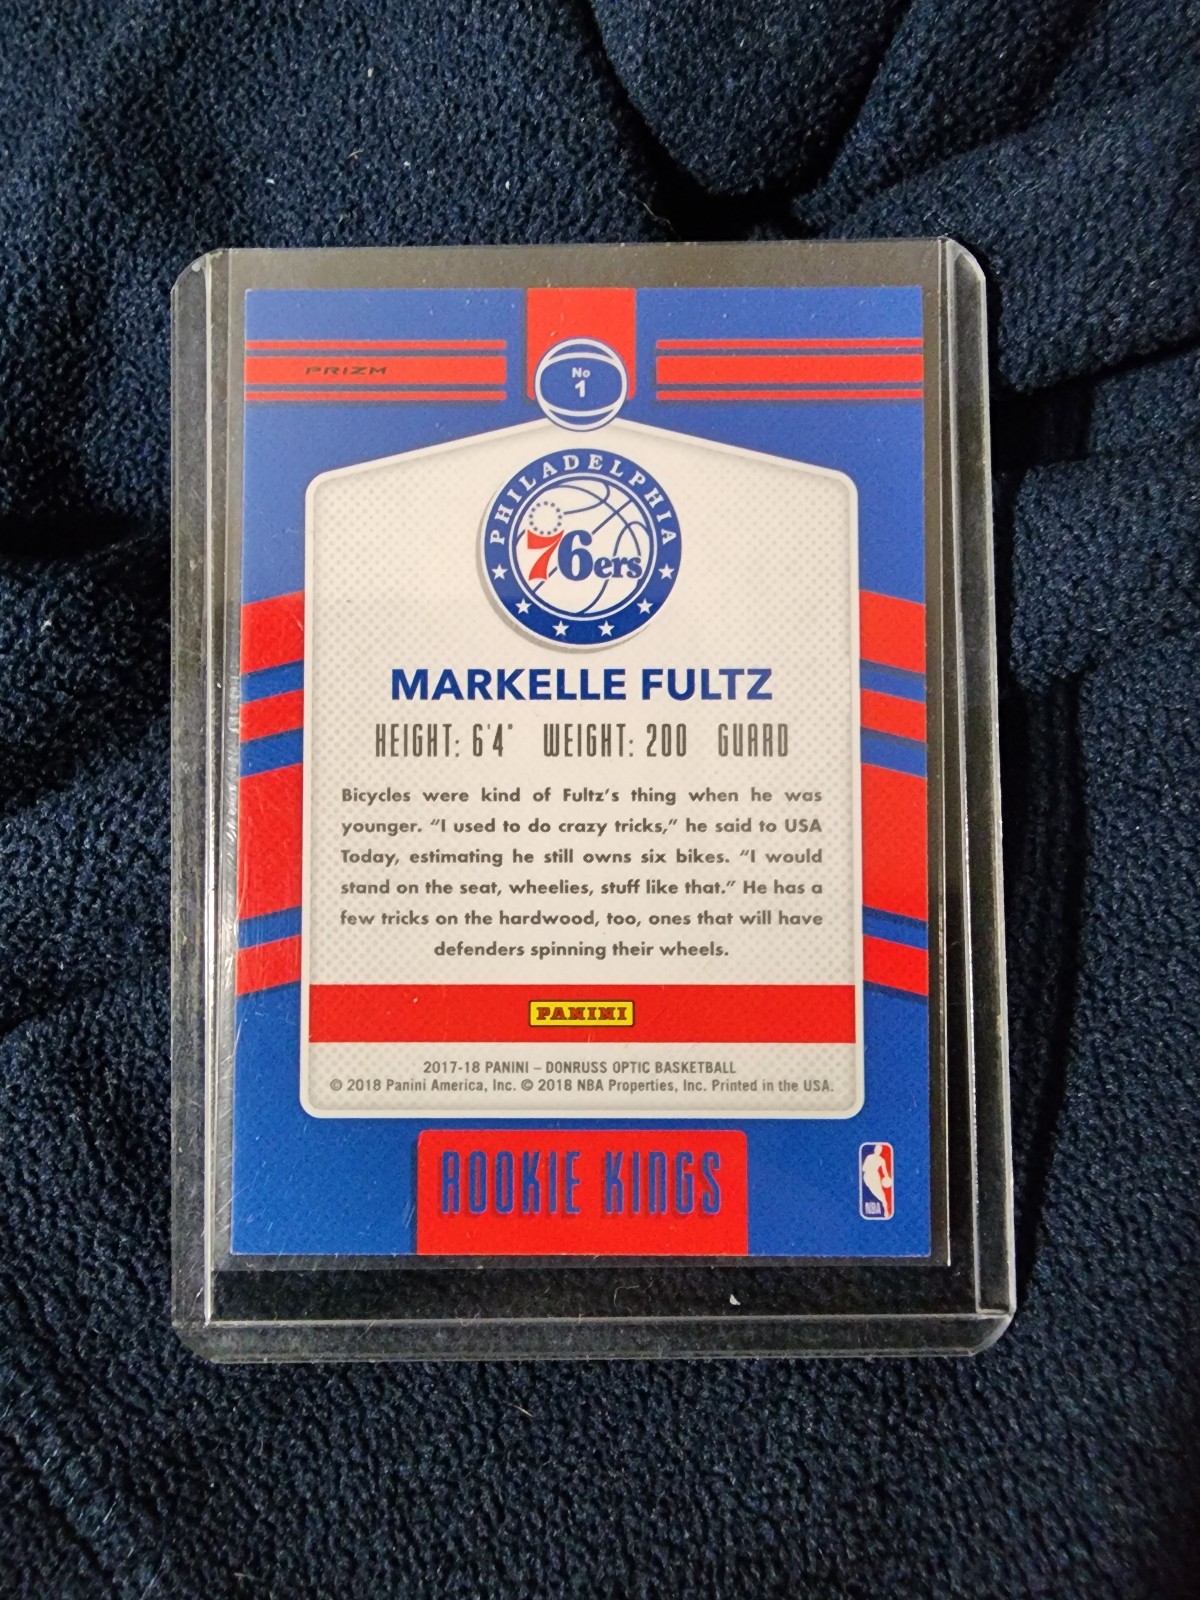 PRIZM
No
1
PHILADELPHIA
76ers
MARKELLE FULTZ
HEIGHT: 6'4" WEIGHT: 200 GUARD
Bicycles were kind of Fultz's thing when he was
younger. “I used to do crazy tricks,” he said to USA
Today, estimating he still owns six bikes. “I would
stand on the seat, wheelies, stuff like that.” He has a
few tricks on the hardwood, too, ones that will have
defenders spinning their wheels.
PANINI
2017-18 PANINI – DONRUSS OPTIC BASKETBALL
© 2018 Panini America, Inc. © 2018 NBA Properties, Inc. Printed in the USA.
ROOKIE KINGS
NBA